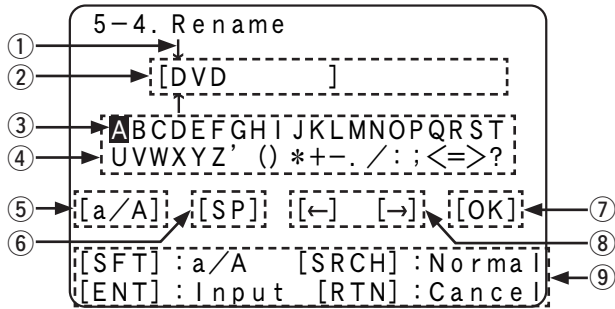 5-4. Rename
①
② [DVD ]
③ ABCDEFGHIJKLMNOPQRST
④ UVWXYZ' ()*+-./:;<=>?
⑤ [a/A] [SP] [←] [→] [OK] ⑦
⑥ ⑧
[SFT] :a/A [SRCH] :Normal ⑨
[ENT] :Input [RTN] :Cancel